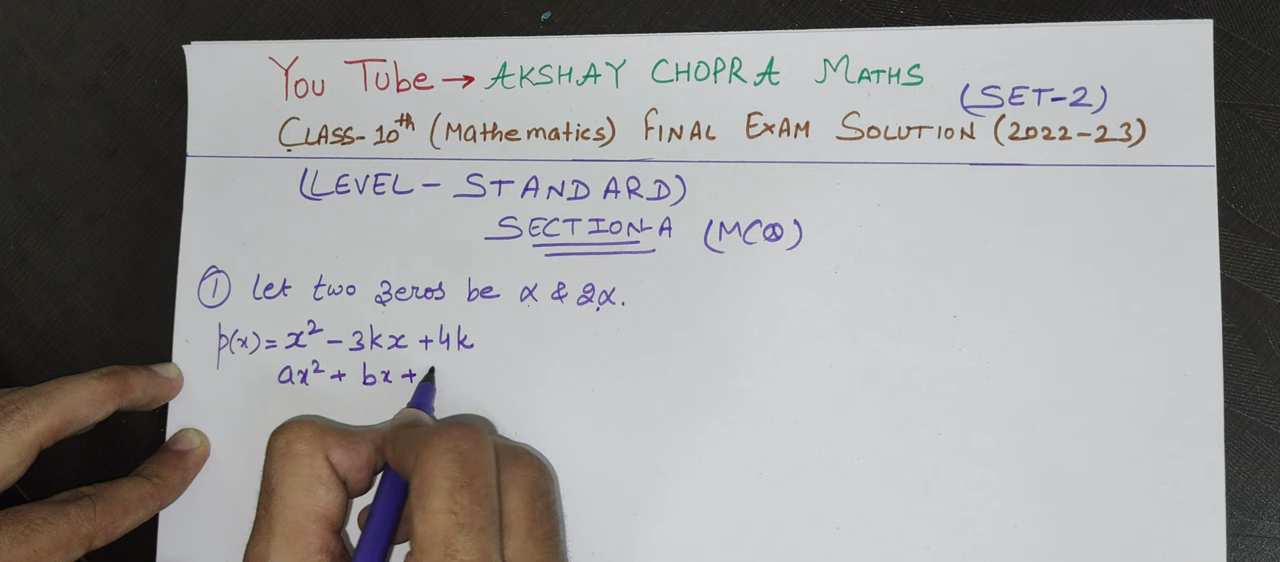 You Tube → AKSHAY CHOPRA MATHS
(SET-2)
CLASS-10th (Mathematics) FINAL EXAM SOLUTION (2022-23)
(LEVEL - STANDARD)
SECTION-A (MCQ)
① let two zeros be α & 2α.
p(x) = x² - 3kx + 4k
ax² + bx +